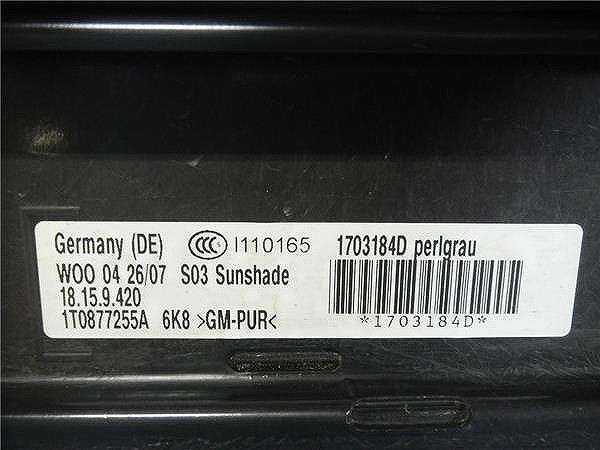 Germany (DE) CCC S I110165 1703184D perlgrau
WOO 04 26/07 S03 Sunshade
18.15.9.420
1T0877255A 6K8 >GM-PUR<
*1703184D*